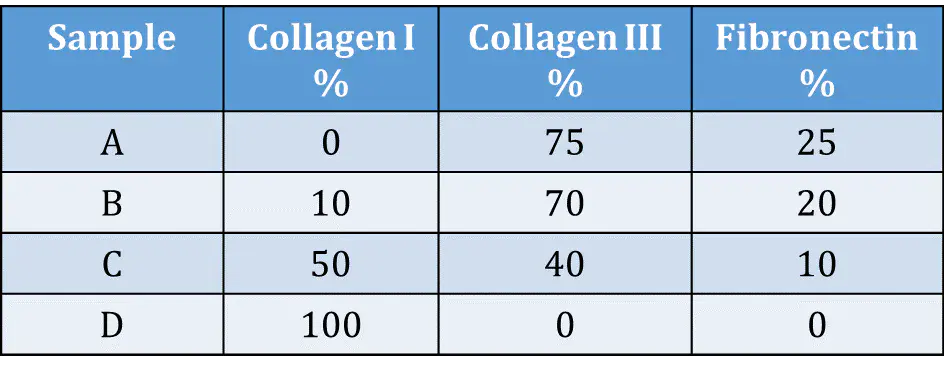 Sample Collagen I % Collagen III % Fibronectin %
A 0 75 25
B 10 70 20
C 50 40 10
D 100 0 0